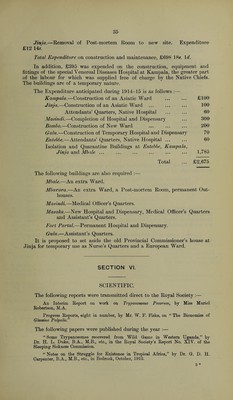 35
Jinja.—Removal of Post-mortem Room to new site. Expenditure
£12 14s.
Total Expenditure on construction and maintenance, £698 18s. 1d.
In addition, £295 was expended on the construction, equipment and
fittings of the special Venereal Diseases Hospital at Kampala, the greater part
of the labour for which was supplied free of charge by the Native Chiefs.
The buildings are of a temporary nature.
The Expenditure anticipated during 1914-15 is as follows :—
Kampala.—Construction of an Asiatic Ward ... ... £100
Jinja.—Construction of an Asiatic Ward ... ... 100
Attendants' Quarters, Native Hospital ... ... 60
Masindi.—Completion of Hospital and Dispensary ... 300
Bombo.—Construction of New Ward ... ... 200
Gulu.—Construction of Temporary Hospital and Dispensary 70
Entebbe.—Attendants' Quarters, Native Hospital ... 60
Isolation and Quarantine Buildings at Entebbe, Kampala,
Jinja and Mbale ... ... ... ... 1,785
Total ... £2,675
The following buildings are also required :—
Mbale.—An extra Ward.
Mbarara.—An extra Ward, a Post-mortem Room, permanent Out-
houses.
Masindi.—Medical Officer's Quarters.
Masaka.—New Hospital and Dispensary, Medical Officer's Quarters
and Assistant's Quarters.
Fort Portal.—Permanent Hospital and Dispensary.
Gulu.—Assistant's Quarters.
It is proposed to set aside the old Provincial Commissioner's house at
Jinja for temporary use as Nurse's Quarters and a European Ward.
SECTION VI.
SCIENTIFIC.
The following reports were transmitted direct to the Royal Society :—
An Interim Report on work on Trypanosoma Pecorum, by Miss Muriel
Robertson, M.A.
Progress Reports, eight in number, by Mr. W. F. Fiske, on "The Bionomics of
Glossina Palpalis."
The following papers were published during the year :—
"Some Trypanosomes recovered from Wild Game in Western Uganda," by
Dr. H. L. Duke, B.A., M.B., etc., in the Royal Society's Report No. XIV. of the
Sleeping Sickness Commission.
"Notes on the Struggle for Existence in Tropical Africa," by Dr. G. D. H.
Carpenter, B.A., M.B., etc., in Bedrock, October, 1913.